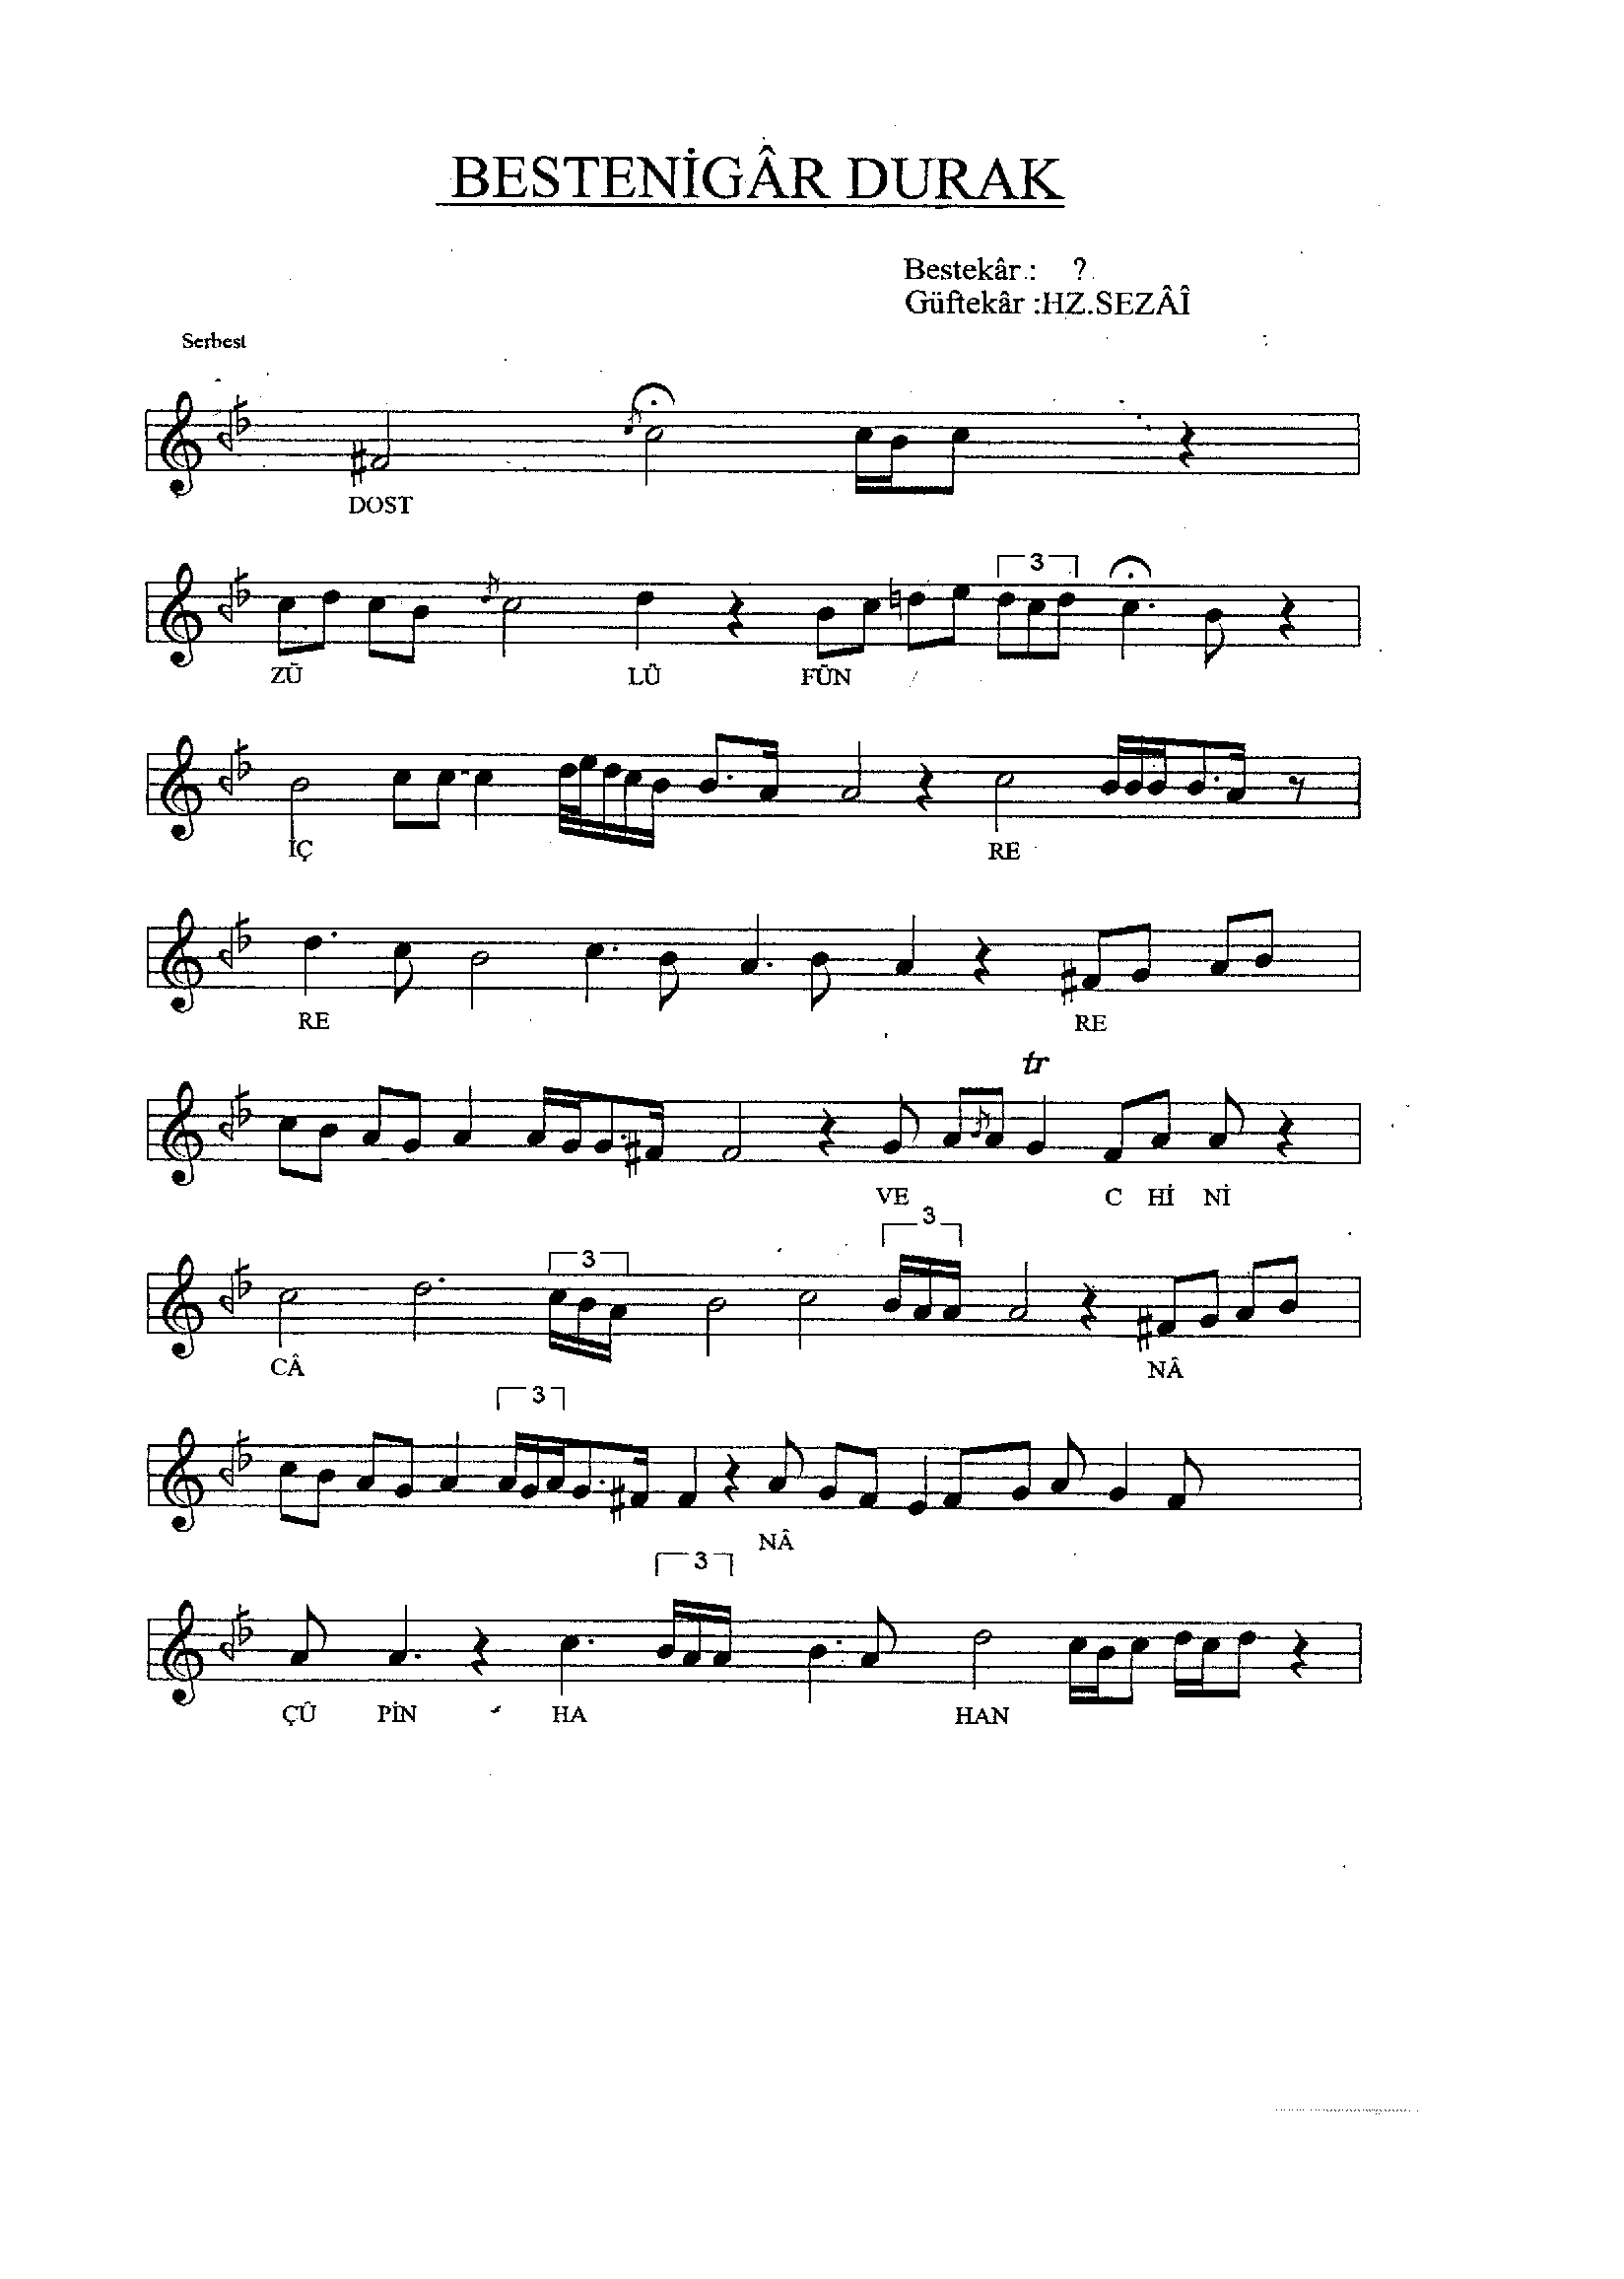 BESTENİGÂR DURAK
Bestekâr : ?
Güftekâr :HZ.SEZÂÎ
Serbest
DOST
3
ZÜ LÜ FÜN
İÇ RE
RE RE
tr
VE C Hİ Nİ
3 3
CÂ NÂ
3
NÂ
3
ÇÛ PİN HA HAN